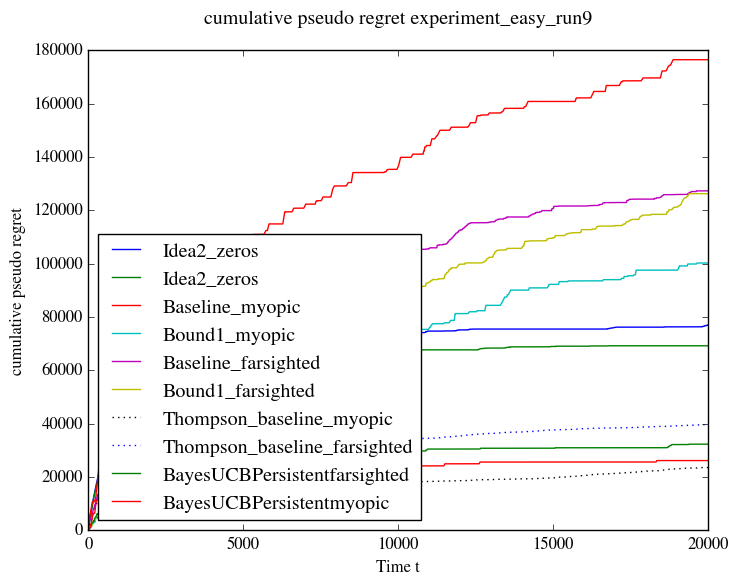 cumulative pseudo regret experiment_easy_run9
180000
160000
140000
120000
100000
80000
60000
40000
20000
0
cumulative pseudo regret
Idea2_zeros
Idea2_zeros
Baseline_myopic
Bound1_myopic
Baseline_farsighted
Bound1_farsighted
Thompson_baseline_myopic
Thompson_baseline_farsighted
BayesUCBPersistentfarsighted
BayesUCBPersistentmyopic
0 5000 10000 15000 20000
Time t